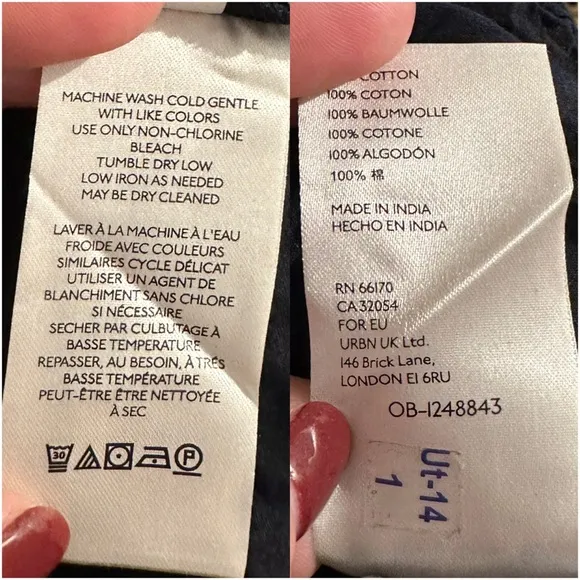 MACHINE WASH COLD GENTLE
WITH LIKE COLORS
USE ONLY NON-CHLORINE
BLEACH
TUMBLE DRY LOW
LOW IRON AS NEEDED
MAY BE DRY CLEANED
LAVER À LA MACHINE À L'EAU
FROIDE AVEC COULEURS
SIMILAIRES CYCLE DÉLICAT
UTILISER UN AGENT DE
BLANCHIMENT SANS CHLORE
SI NÉCESSAIRE
SECHER PAR CULBUTAGE À
BASSE TEMPERATURE
REPASSER, AU BESOIN, À TRÉS
BASSE TEMPÉRATURE
PEUT-ÊTRE ÊTRE NETTOYÉE
À SEC
30 P
COTTON
100% COTON
100% BAUMWOLLE
100% COTONE
100% ALGODÓN
100% 棉
MADE IN INDIA
HECHO EN INDIA
RN 66170
CA 32054
FOR EU
URBN UK Ltd.
146 Brick Lane,
LONDON E1 6RU
OB-1248843
Ut-14
1